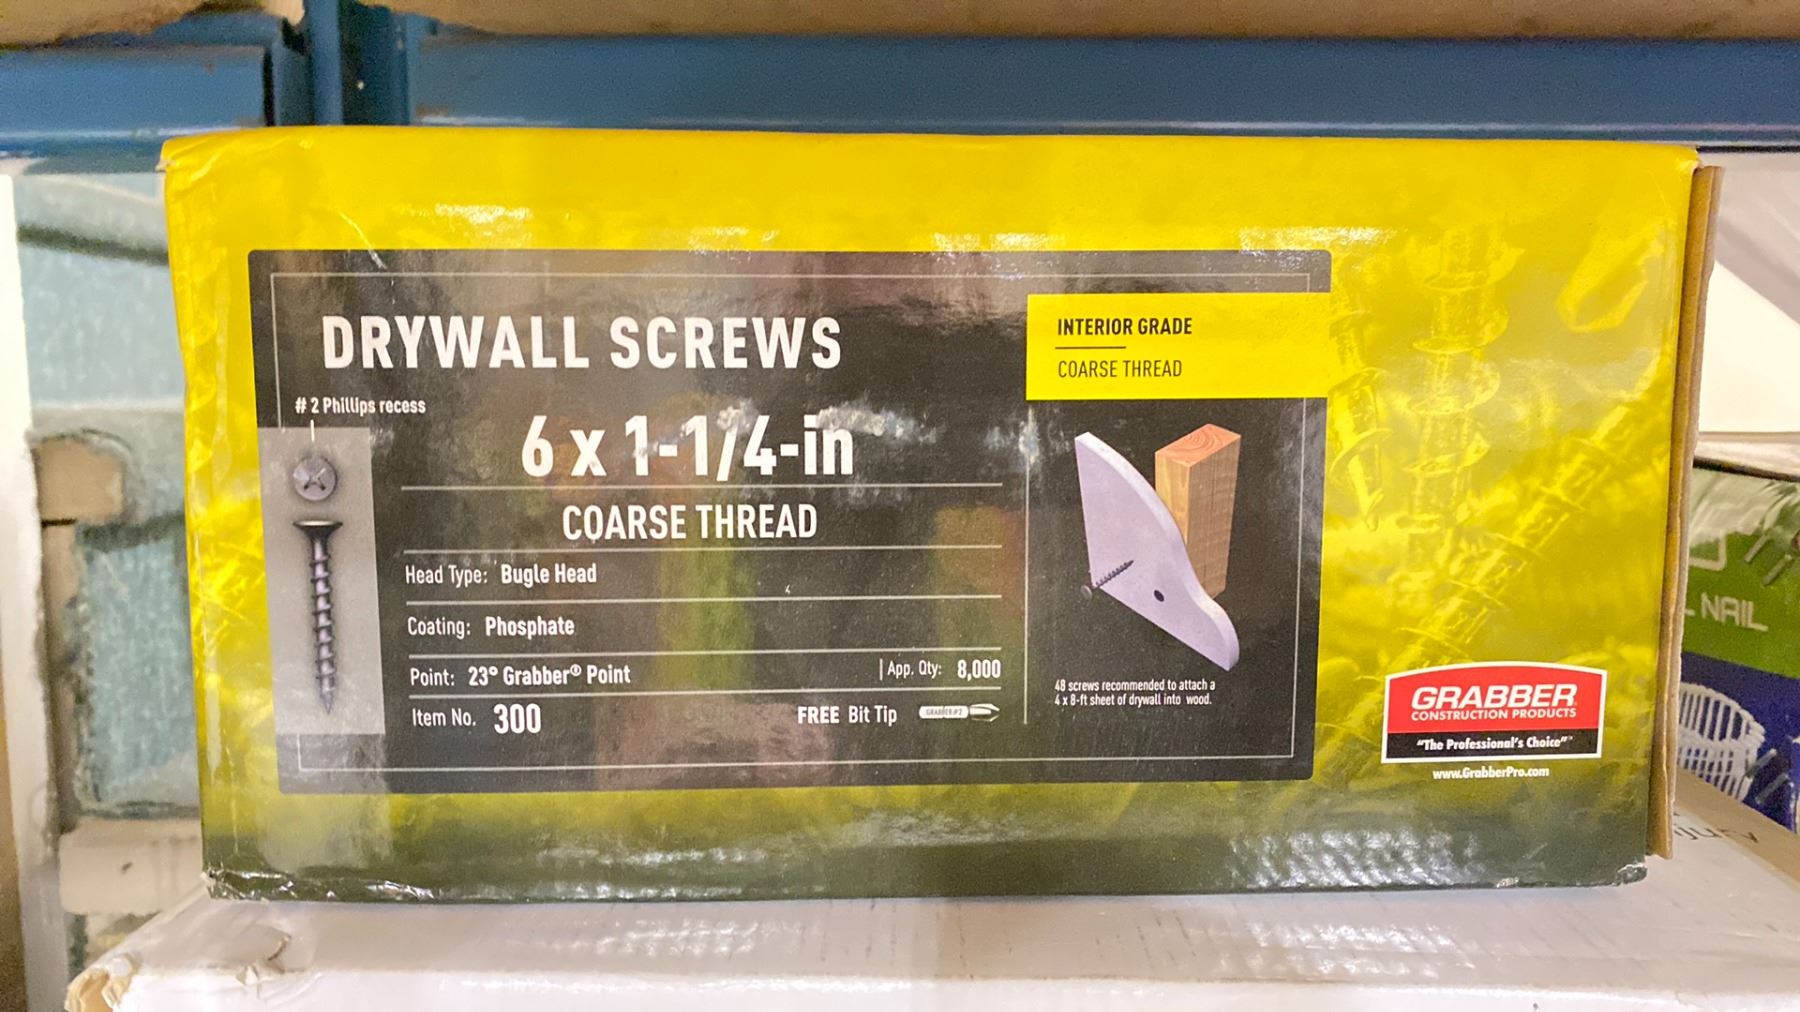 DRYWALL SCREWS
# 2 Phillips recess
6 x 1-1/4-in
COARSE THREAD
Head Type: Bugle Head
Coating: Phosphate
Point: 23° Grabber® Point
App. Qty: 8,000
Item No. 300
FREE Bit Tip
GRABBER #2
INTERIOR GRADE
COARSE THREAD
48 screws recommended to attach a
4 x 8-ft sheet of drywall into wood.
GRABBER
CONSTRUCTION PRODUCTS
"The Professional's Choice"™
www.GrabberPro.com
NAIL